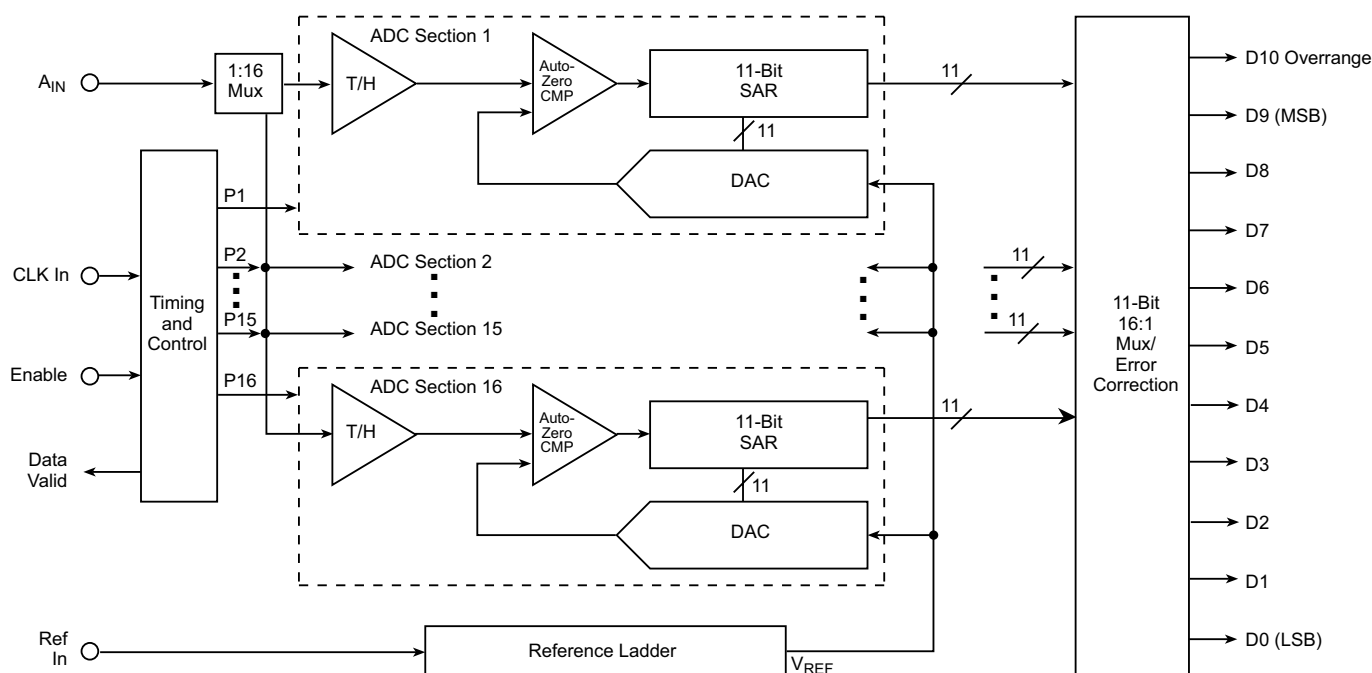 ADC Section 1
A_IN
1:16
Mux
T/H
Auto-
Zero
CMP
11-Bit
SAR
11
11
DAC
P1
P2
P15
P16
CLK In
Enable
Data
Valid
Timing
and
Control
ADC Section 2
ADC Section 15
11
11
ADC Section 16
T/H
Auto-
Zero
CMP
11-Bit
SAR
11
11
DAC
Ref
In
Reference Ladder
V_REF
11-Bit
16:1
Mux/
Error
Correction
D10 Overrange
D9 (MSB)
D8
D7
D6
D5
D4
D3
D2
D1
D0 (LSB)